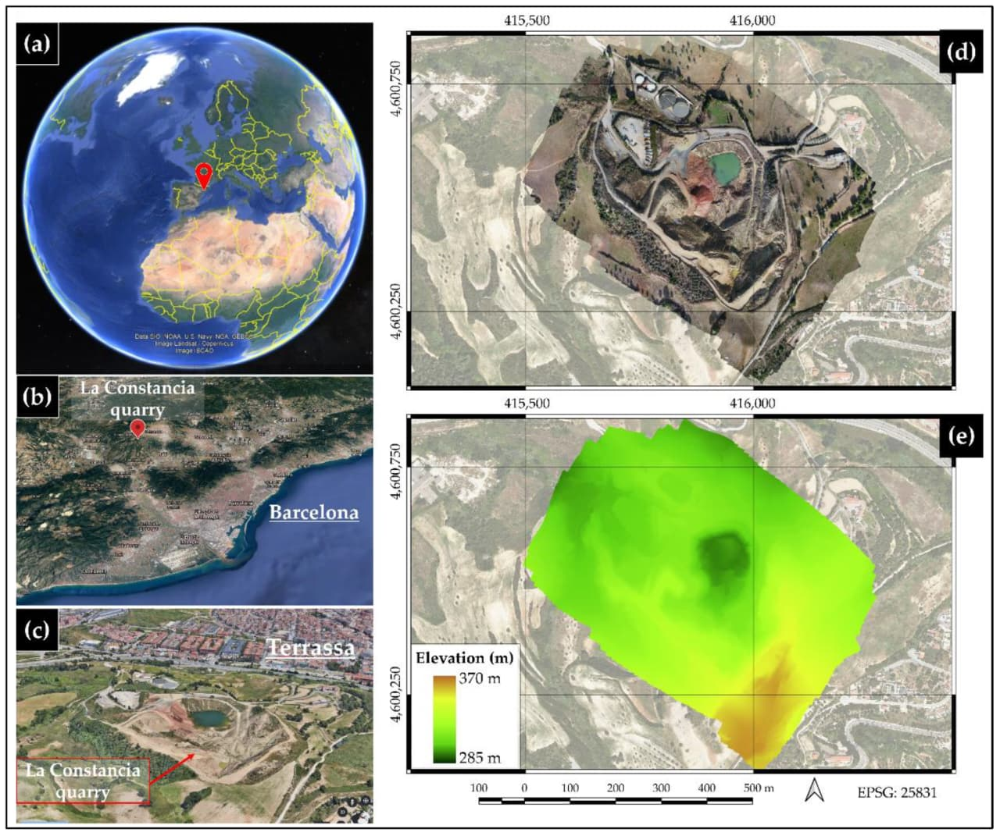 (a)
Data SIO, NOAA, U.S. Navy, NGA, GEBCO
Image Landsat - Copernicus
Image IBCAO
(b)
La Constancia
quarry
Barcelona
(c)
Terrassa
La Constancia
quarry
415,500
416,000
(d)
4,600,750
4,600,250
415,500
416,000
(e)
4,600,750
4,600,250
Elevation (m)
370 m
285 m
100
0
100
200
300
400
500 m
EPSG: 25831